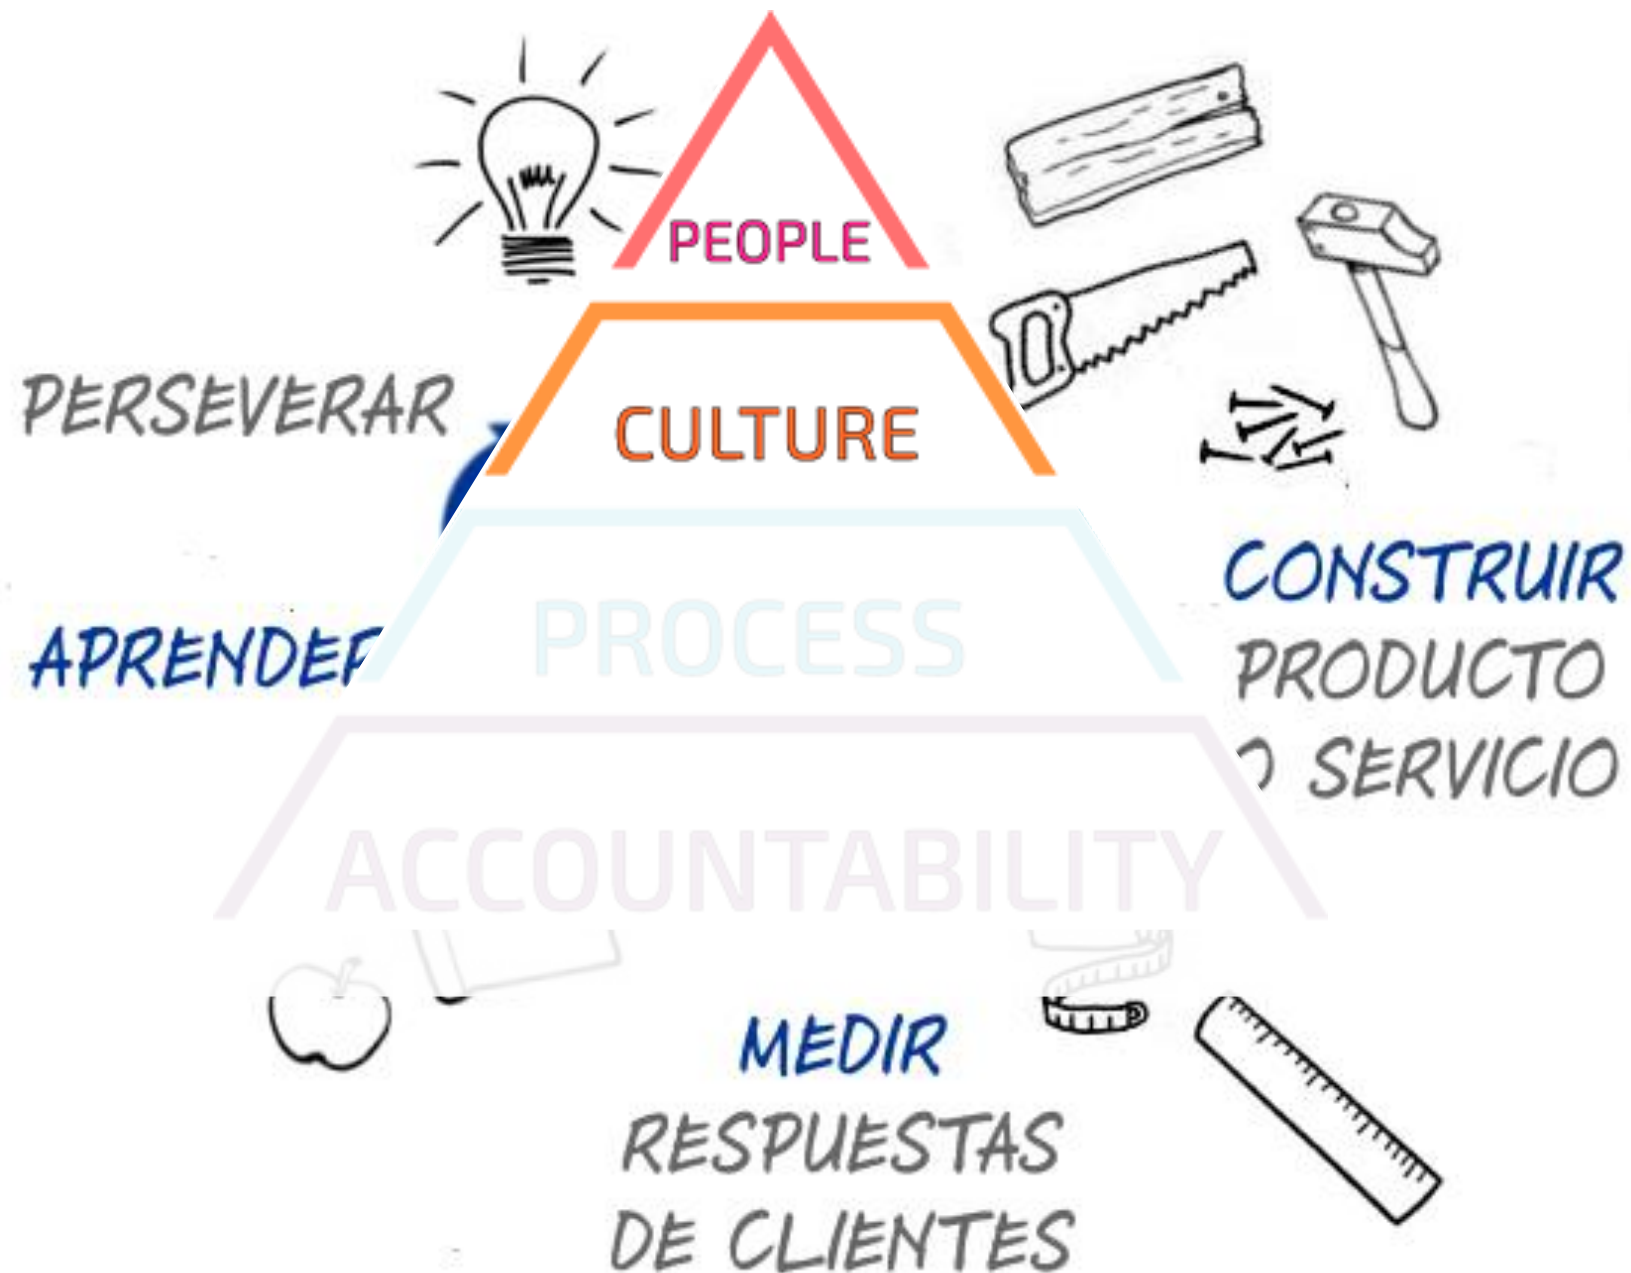 PEOPLE
PERSEVERAR
CULTURE
CONSTRUIR
PROCESS
APRENDER
PRODUCTO
O SERVICIO
ACCOUNTABILITY
MEDIR
RESPUESTAS
DE CLIENTES